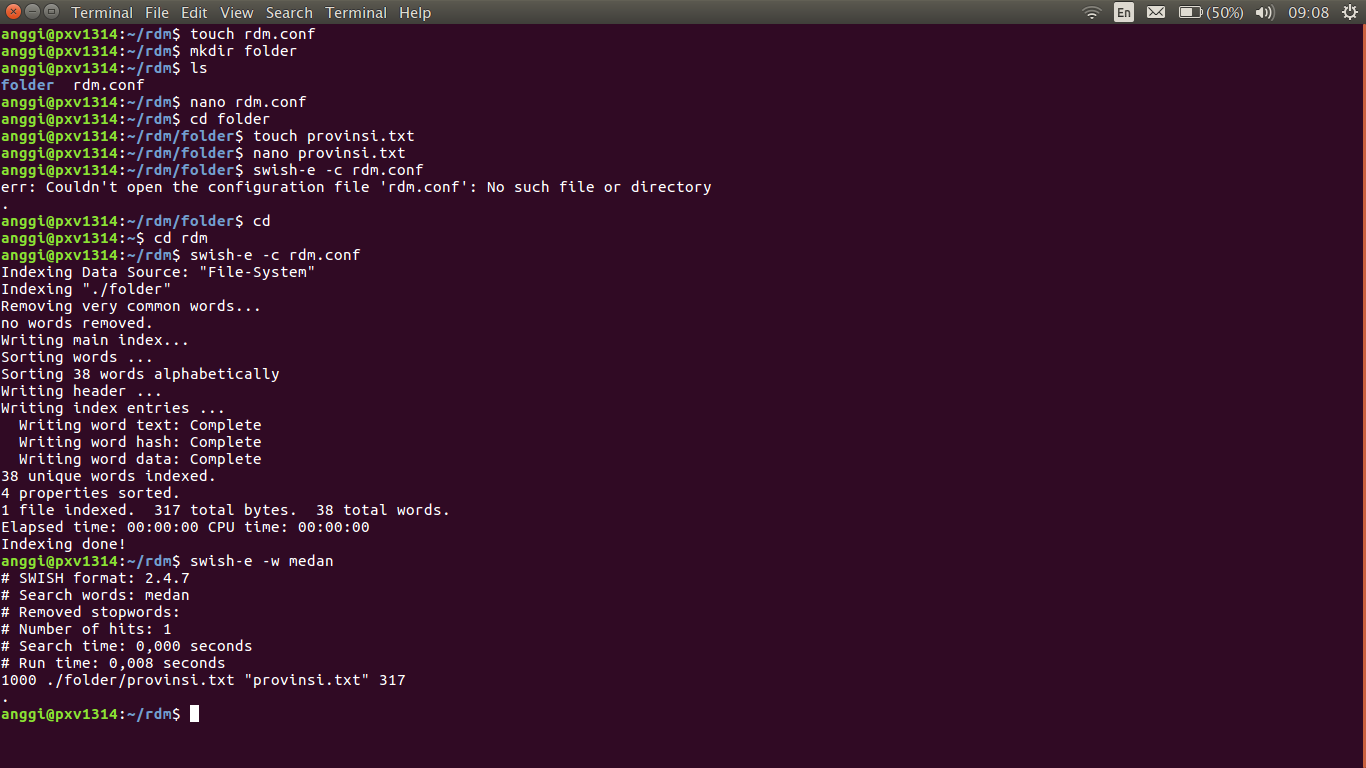 Terminal File Edit View Search Terminal Help En (50%) 09:08
anggi@pxv1314:~/rdm$ touch rdm.conf
anggi@pxv1314:~/rdm$ mkdir folder
anggi@pxv1314:~/rdm$ ls
folder  rdm.conf
anggi@pxv1314:~/rdm$ nano rdm.conf
anggi@pxv1314:~/rdm$ cd folder
anggi@pxv1314:~/rdm/folder$ touch provinsi.txt
anggi@pxv1314:~/rdm/folder$ nano provinsi.txt
anggi@pxv1314:~/rdm/folder$ swish-e -c rdm.conf
err: Couldn't open the configuration file 'rdm.conf': No such file or directory
.
anggi@pxv1314:~/rdm/folder$ cd
anggi@pxv1314:~$ cd rdm
anggi@pxv1314:~/rdm$ swish-e -c rdm.conf
Indexing Data Source: "File-System"
Indexing "./folder"
Removing very common words...
no words removed.
Writing main index...
Sorting words ...
Sorting 38 words alphabetically
Writing header ...
Writing index entries ...
  Writing word text: Complete
  Writing word hash: Complete
  Writing word data: Complete
38 unique words indexed.
4 properties sorted.
1 file indexed.  317 total bytes.  38 total words.
Elapsed time: 00:00:00 CPU time: 00:00:00
Indexing done!
anggi@pxv1314:~/rdm$ swish-e -w medan
# SWISH format: 2.4.7
# Search words: medan
# Removed stopwords:
# Number of hits: 1
# Search time: 0,000 seconds
# Run time: 0,008 seconds
1000 ./folder/provinsi.txt "provinsi.txt" 317
.
anggi@pxv1314:~/rdm$